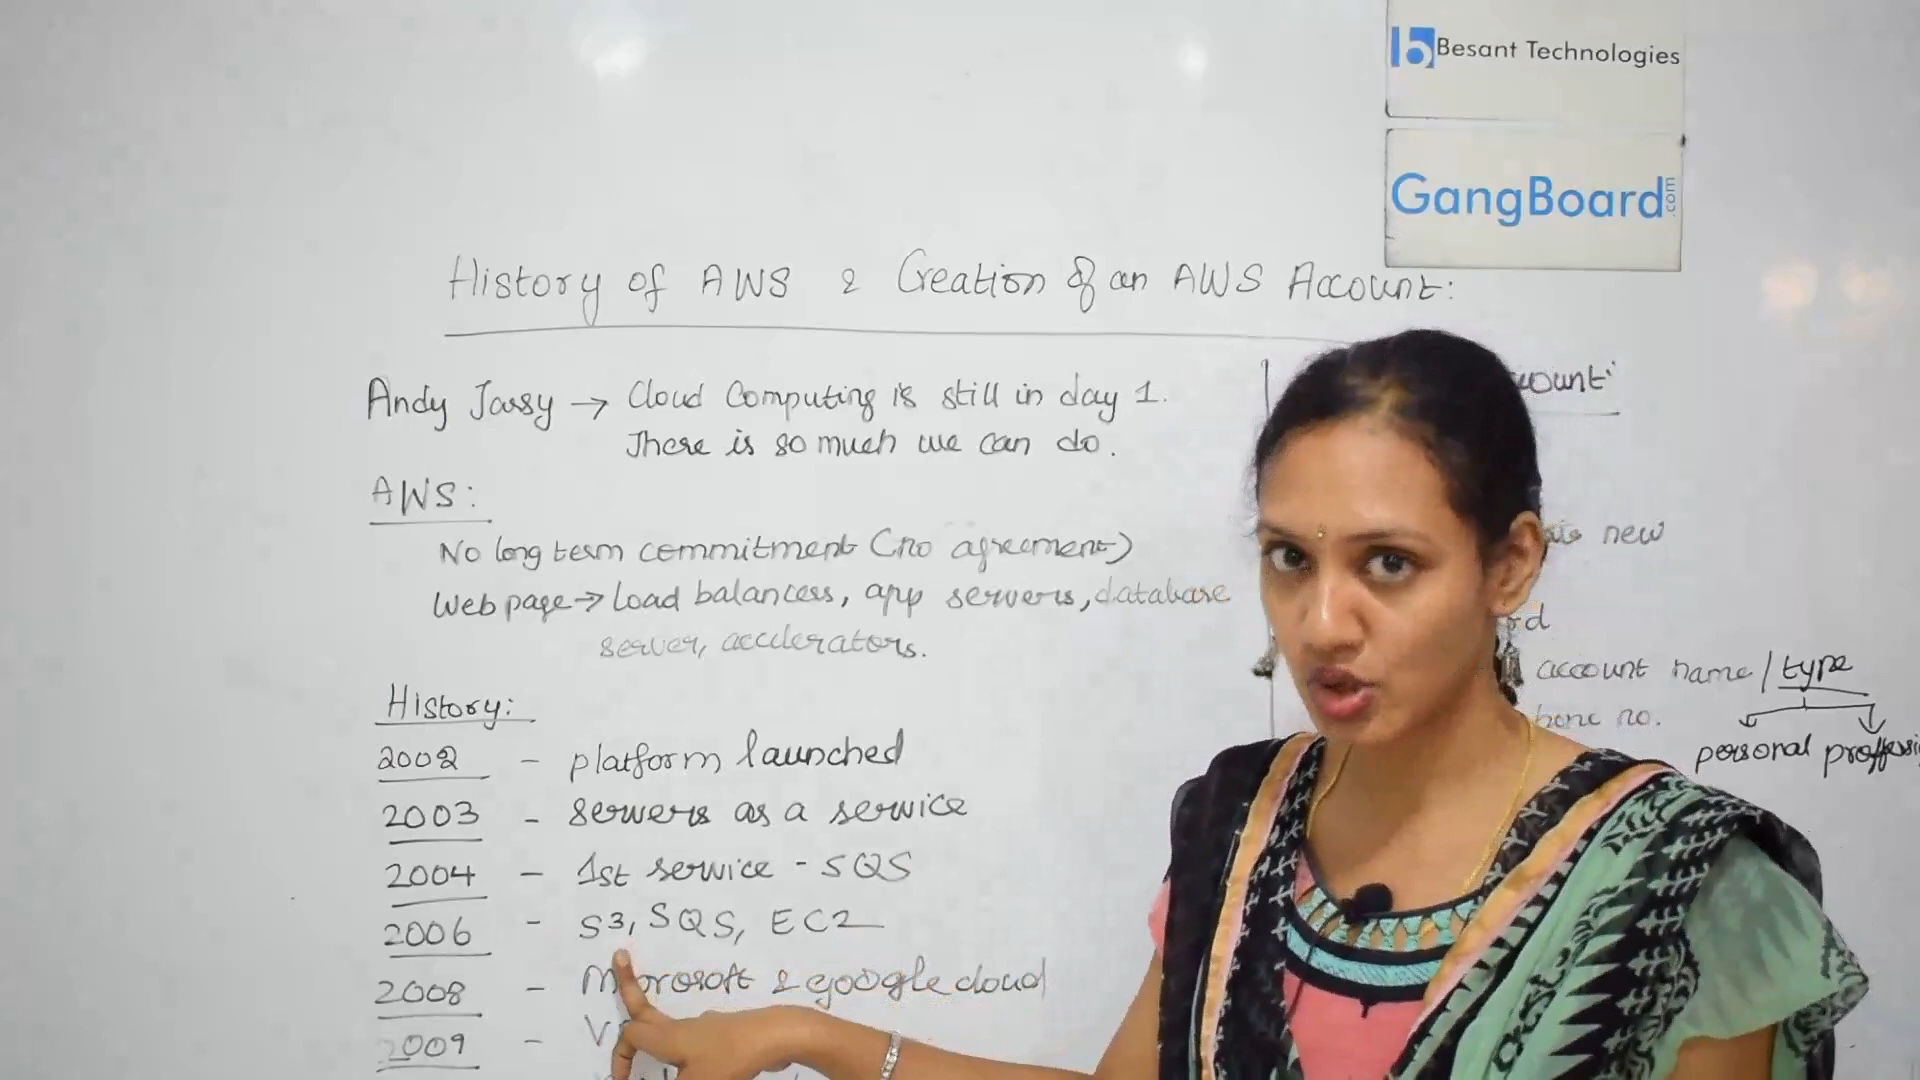 Besant Technologies
GangBoard.com
History of AWS & Creation of an AWS Account:
Andy Jassy → Cloud Computing is still in day 1.
There is so much we can do.
AWS:
No long term commitment (no agreement)
Web page → Load balancers, app servers, database
server, accelerators.
History:
2002 - platform launched
2003 - servers as a service
2004 - 1st service - SQS
2006 - S3, SQS, EC2
2008 - Microsoft & google cloud
2009 -
count:
new
account name / type
no.
personal